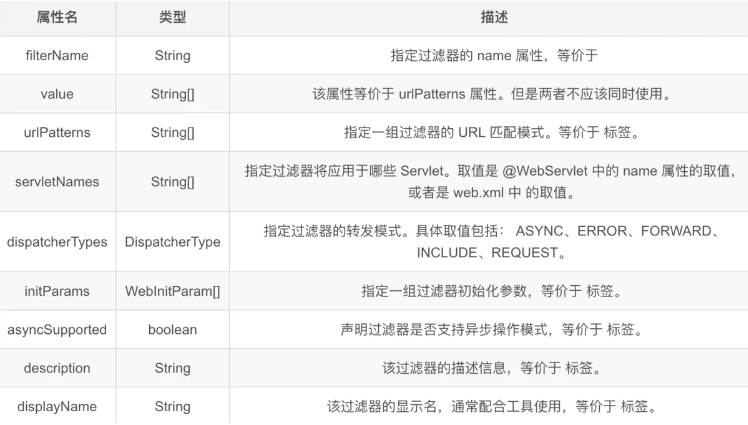 属性名 类型 描述
filterName String 指定过滤器的 name 属性，等价于
value String[] 该属性等价于 urlPatterns 属性。但是两者不应该同时使用。
urlPatterns String[] 指定一组过滤器的 URL 匹配模式。等价于 标签。
servletNames String[] 指定过滤器将应用于哪些 Servlet。取值是 @WebServlet 中的 name 属性的取值，
或者是 web.xml 中 的取值。
dispatcherTypes DispatcherType 指定过滤器的转发模式。具体取值包括： ASYNC、ERROR、FORWARD、
INCLUDE、REQUEST。
initParams WebInitParam[] 指定一组过滤器初始化参数，等价于 标签。
asyncSupported boolean 声明过滤器是否支持异步操作模式，等价于 标签。
description String 该过滤器的描述信息，等价于 标签。
displayName String 该过滤器的显示名，通常配合工具使用，等价于 标签。